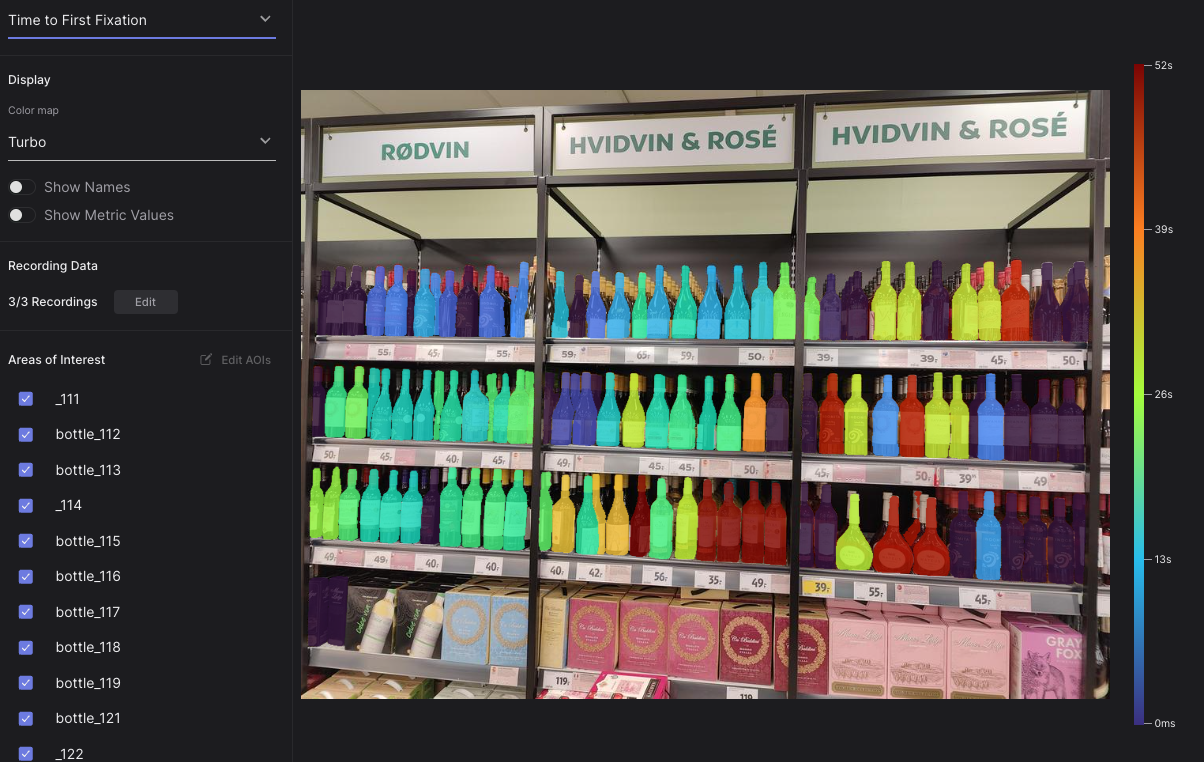 Time to First Fixation
Display
Color map
Turbo
Show Names
Show Metric Values
Recording Data
3/3 Recordings
Edit
Areas of Interest
Edit AOIs
_111
bottle_112
bottle_113
_114
bottle_115
bottle_116
bottle_117
bottle_118
bottle_119
bottle_121
_122
RØDVIN
HVIDVIN & ROSÉ
HVIDVIN & ROSÉ
55
45
55
59
65
59
50
39
39
45
50
50
45
40
45
49
45
45
50
45
50
39
49
49
49
40
40
40
42
56
35
49
39
55
45
GRAY
FOX
119
119
52s
39s
26s
13s
0ms